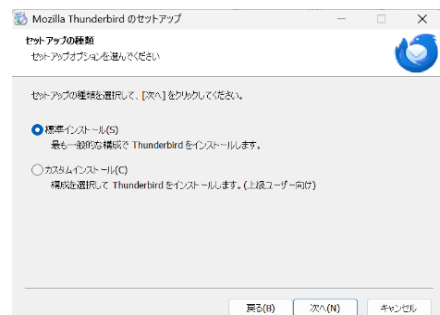 Mozilla Thunderbird のセットアップ
セットアップの種類
セットアップオプションを選んでください
セットアップの種類を選択して、[次へ] をクリックしてください。
標準インストール(S)
最も一般的な構成で Thunderbird をインストールします。
カスタムインストール(C)
構成を選択して Thunderbird をインストールします。(上級ユーザー向け)
戻る(B) 次へ(N) キャンセル